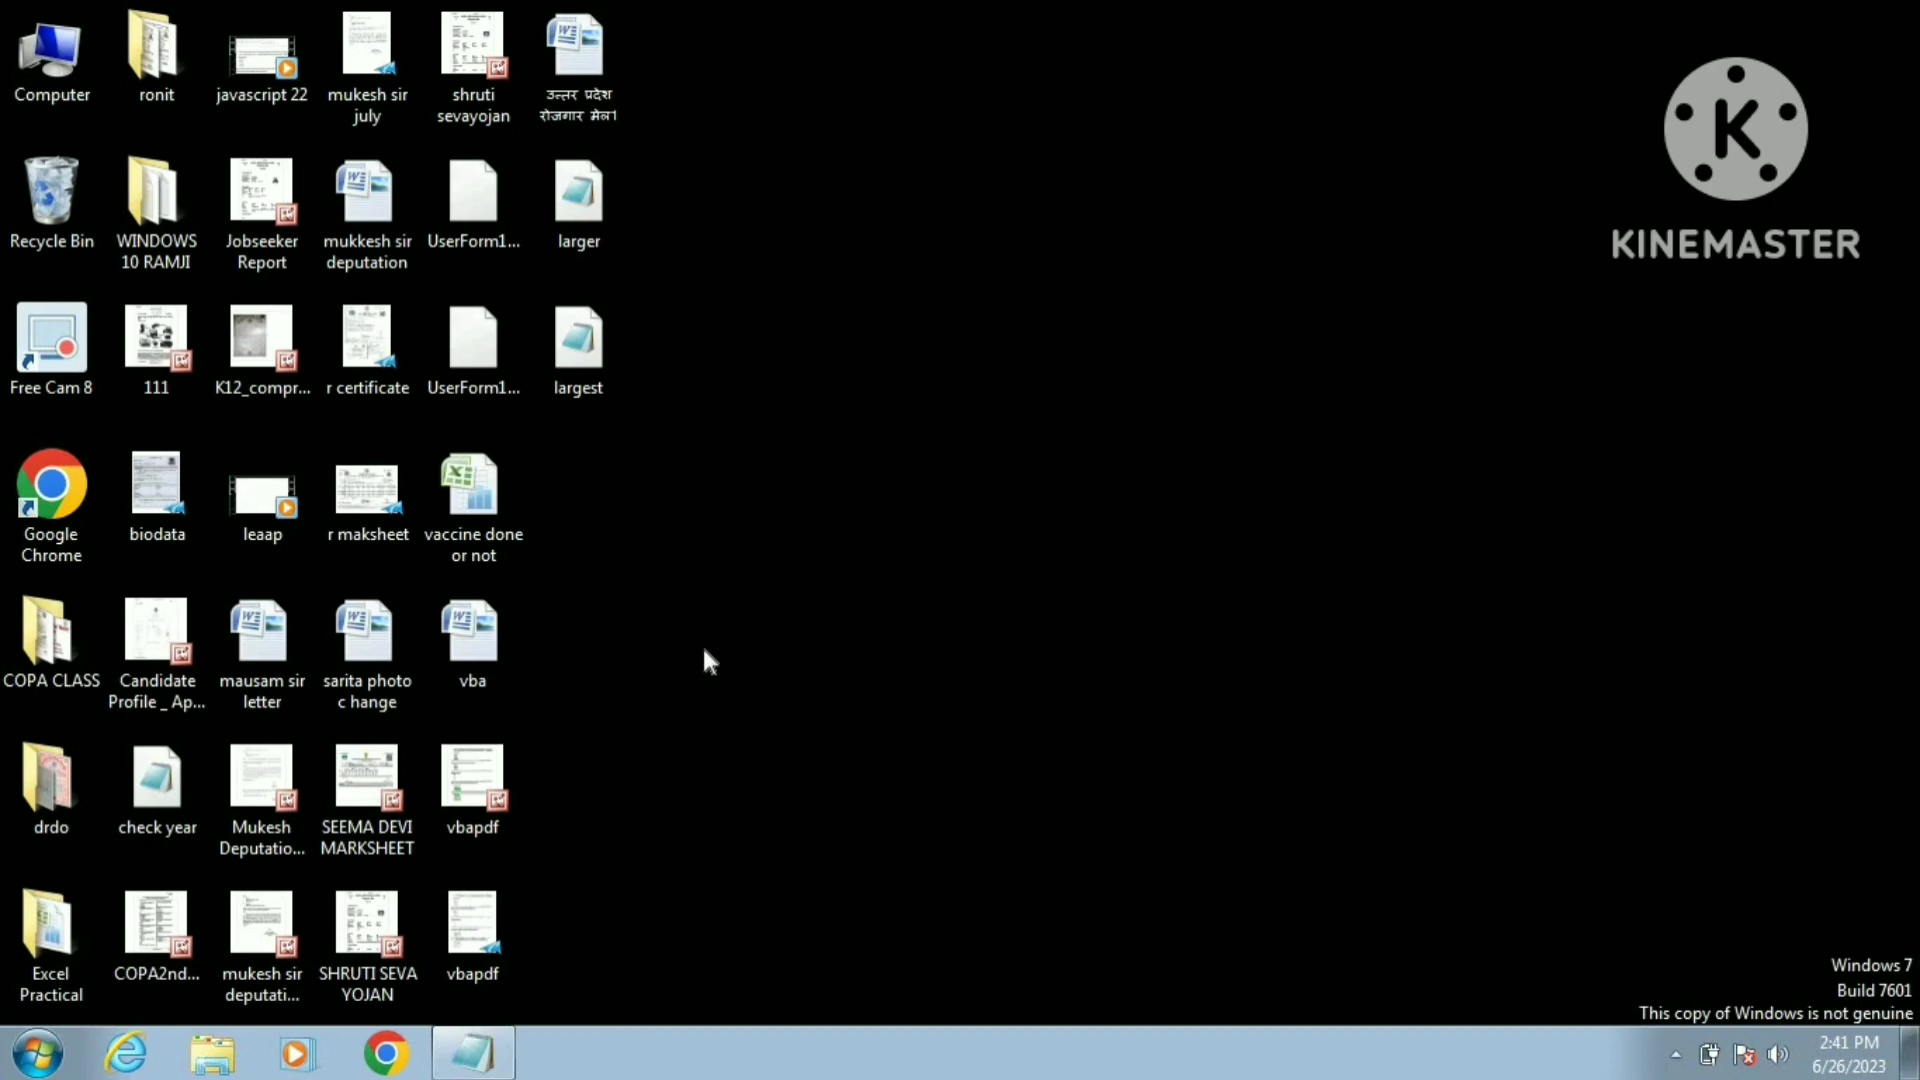 Computer
ronit
javascript 22
mukesh sir
july
shruti
sevayojan
उत्तर प्रदेश
रोजगार मेल1
Recycle Bin
WINDOWS
10 RAMJI
Jobseeker
Report
mukkesh sir
deputation
UserForm1...
larger
Free Cam 8
111
K12_compr...
r certificate
UserForm1...
largest
Google
Chrome
biodata
leaap
r maksheet
vaccine done
or not
COPA CLASS
Candidate
Profile _ Ap...
mausam sir
letter
sarita photo
c hange
vba
drdo
check year
Mukesh
Deputatio...
SEEMA DEVI
MARKSHEET
vbapdf
Excel
Practical
COPA2nd...
mukesh sir
deputati...
SHRUTI SEVA
YOJAN
vbapdf
K
KINEMASTER
Windows 7
Build 7601
This copy of Windows is not genuine
2:41 PM
6/26/2023